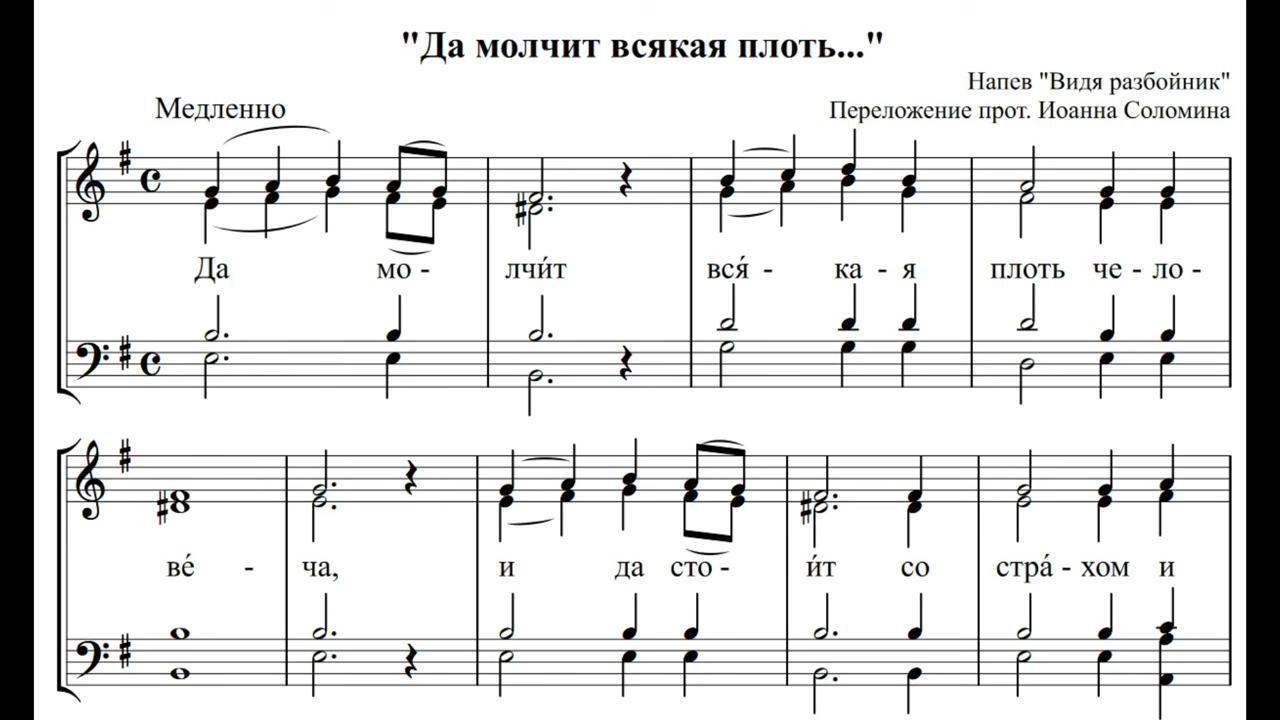 "Да молчит всякая плоть..."
Напев "Видя разбойник"
Медленно
Переложение прот. Иоанна Соломина
Да мо - лчи́т вся́ - ка - я плоть че - ло -
ве́ - ча, и да сто - и́т со стра́ - хом и